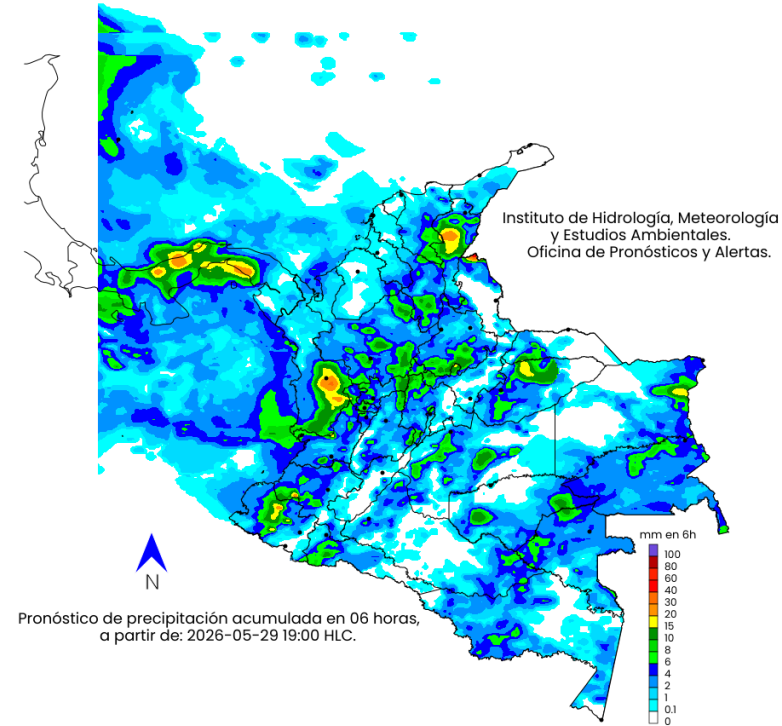 Instituto de Hidrología, Meteorología
y Estudios Ambientales.
Oficina de Pronósticos y Alertas.
mm en 6h
100
80
60
40
30
20
15
10
8
6
4
2
1
0.1
0
N
Pronóstico de precipitación acumulada en 06 horas,
a partir de: 2026-05-29 19:00 HLC.